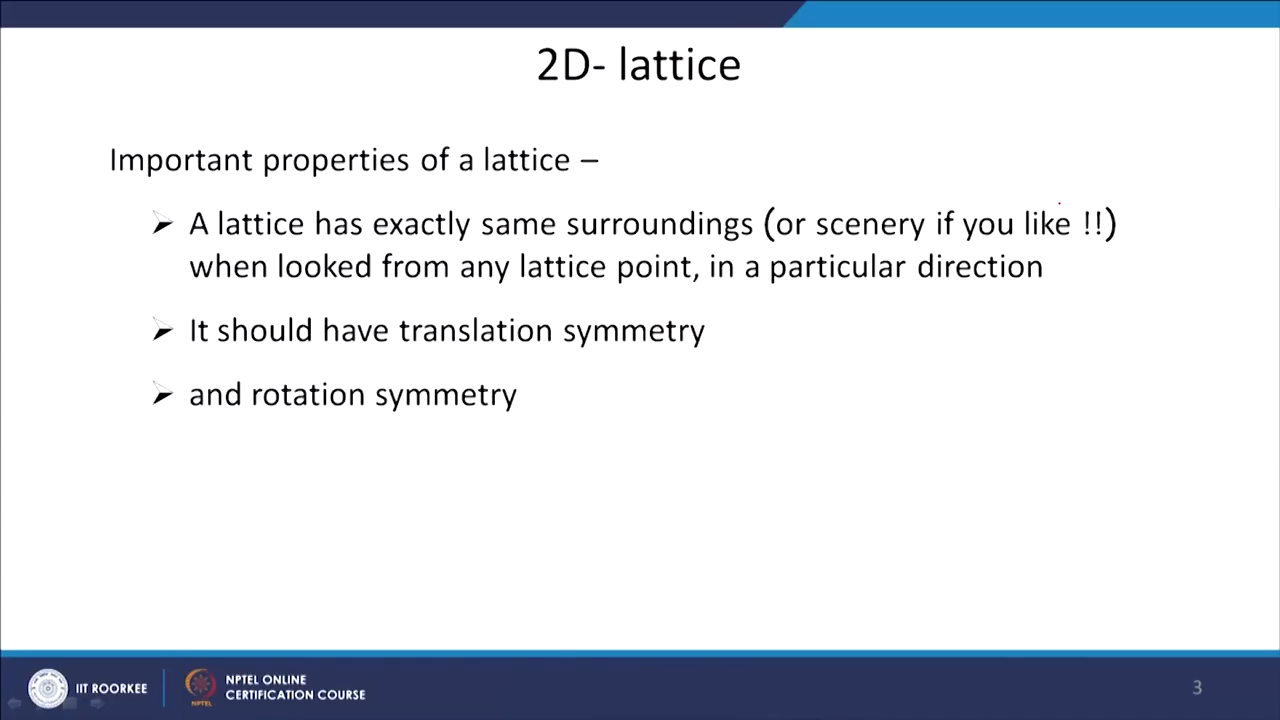 2D- lattice
Important properties of a lattice –
➢ A lattice has exactly same surroundings (or scenery if you like !!)
when looked from any lattice point, in a particular direction
➢ It should have translation symmetry
➢ and rotation symmetry
IIT ROORKEE
NPTEL
NPTEL ONLINE
CERTIFICATION COURSE
3